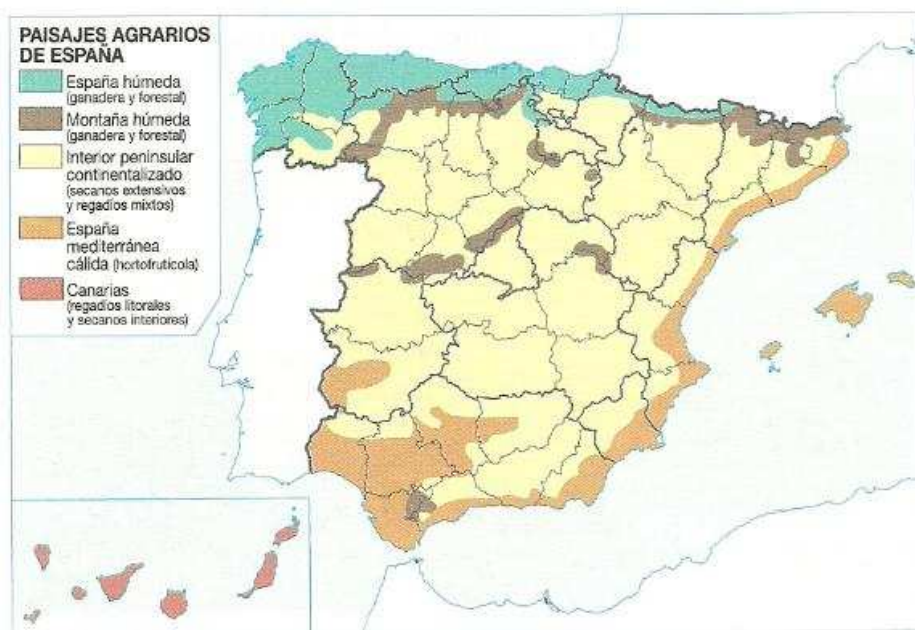 PAISAJES AGRARIOS
DE ESPAÑA
España húmeda
(ganadera y forestal)
Montaña húmeda
(ganadera y forestal)
Interior peninsular
continentalizado
(secanos extensivos
y regadíos mixtos)
España
mediterránea
cálida (hortofrutícola)
Canarias
(regadíos litorales
y secanos interiores)